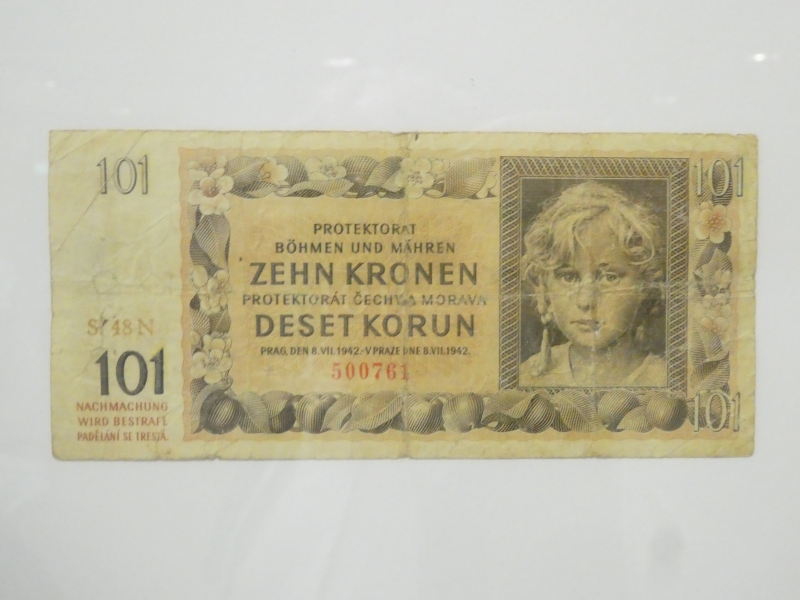 101
101
PROTEKTORAT
BÖHMEN UND MÄHREN
ZEHN KRONEN
PROTEKTORÁT ČECHY A MORAVA
DESET KORUN
PRAG, DEN 8. VII. 1942.-V PRAZE DNE 8. VII. 1942.
500761
S 48 N
101
NACHMACHUNG
WIRD BESTRAFT
PADĚLÁNÍ SE TRESTÁ.
101